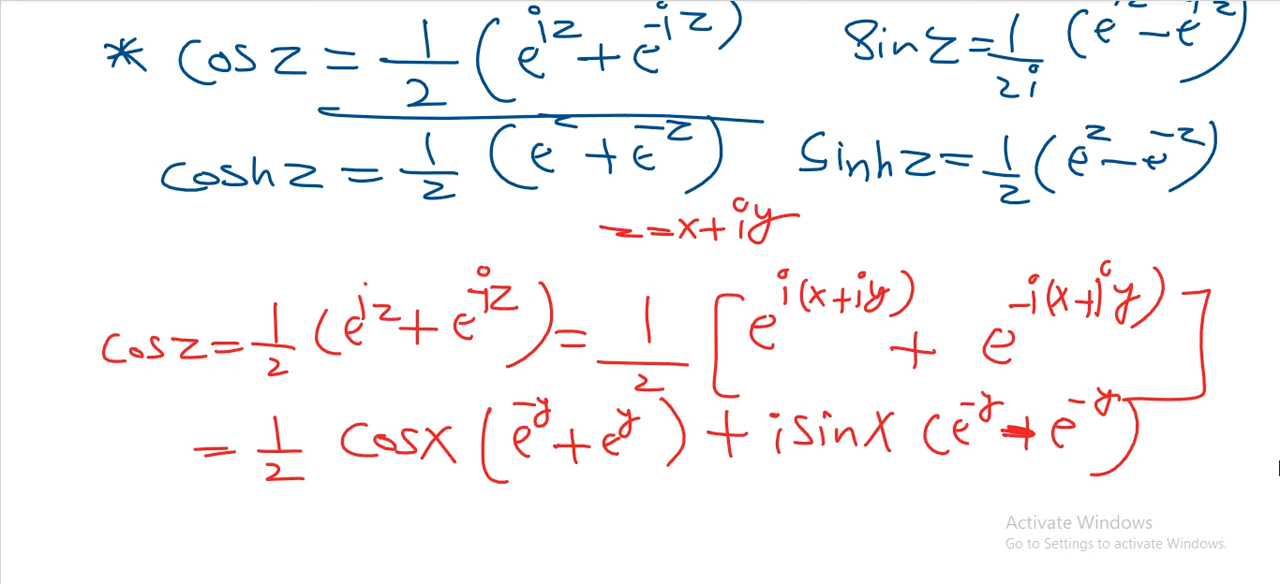 * cos z = 1/2 (e^{iz} + e^{-iz}) Sin z = 1/2i (e^{iz} - e^{-iz})
cosh z = 1/2 (e^z + e^{-z}) Sinh z = 1/2 (e^z - e^{-z})
z = x + iy
cos z = 1/2 (e^{iz} + e^{-iz}) = 1/2 [e^{i(x+iy)} + e^{-i(x+iy)}]
= 1/2 cos x (e^{-y} + e^y) + i sin x (e^{-y} - e^{-y})
Activate Windows
Go to Settings to activate Windows.